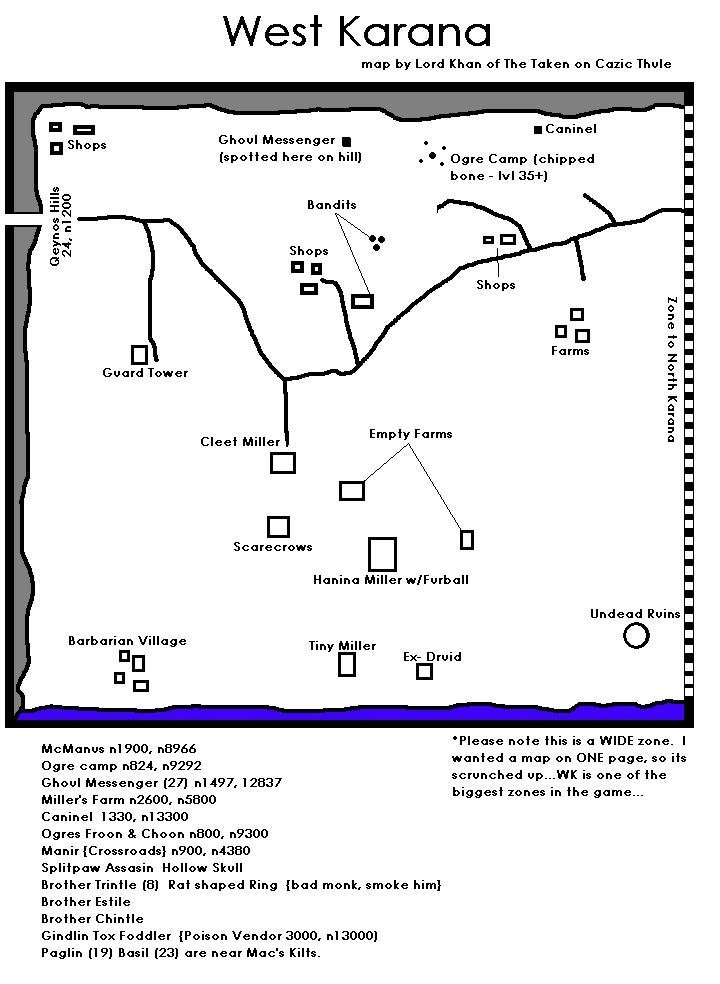 West Karana
map by Lord Khan of The Taken on Cazic Thule
Shops
Ghoul Messenger
(spotted here on hill)
Caninel
Ogre Camp (chipped
bone - lvl 35+)
Qeynos Hills
24, n1200
Bandits
Shops
Shops
Zone to North Karana
Farms
Guard Tower
Cleet Miller
Empty Farms
Scarecrows
Hanina Miller w/Furball
Undead Ruins
Barbarian Village
Tiny Miller
Ex- Druid
McManus n1900, n8966
Ogre camp n824, n9292
Ghoul Messenger (27) n1497, 12837
Miller's Farm n2600, n5800
Caninel  1330, n13300
Ogres Froon & Choon n800, n9300
Manir {Crossroads} n900, n4380
Splitpaw Assasin  Hollow Skull
Brother Trintle (8)  Rat shaped Ring  {bad monk, smoke him}
Brother Estile
Brother Chintle
Gindlin Tox Foddler  {Poison Vendor 3000, n13000}
Paglin (19) Basil (23) are near Mac's Kilts.
*Please note this is a WIDE zone.  I
wanted a map on ONE page, so its
scrunched up...WK is one of the
biggest zones in the game...